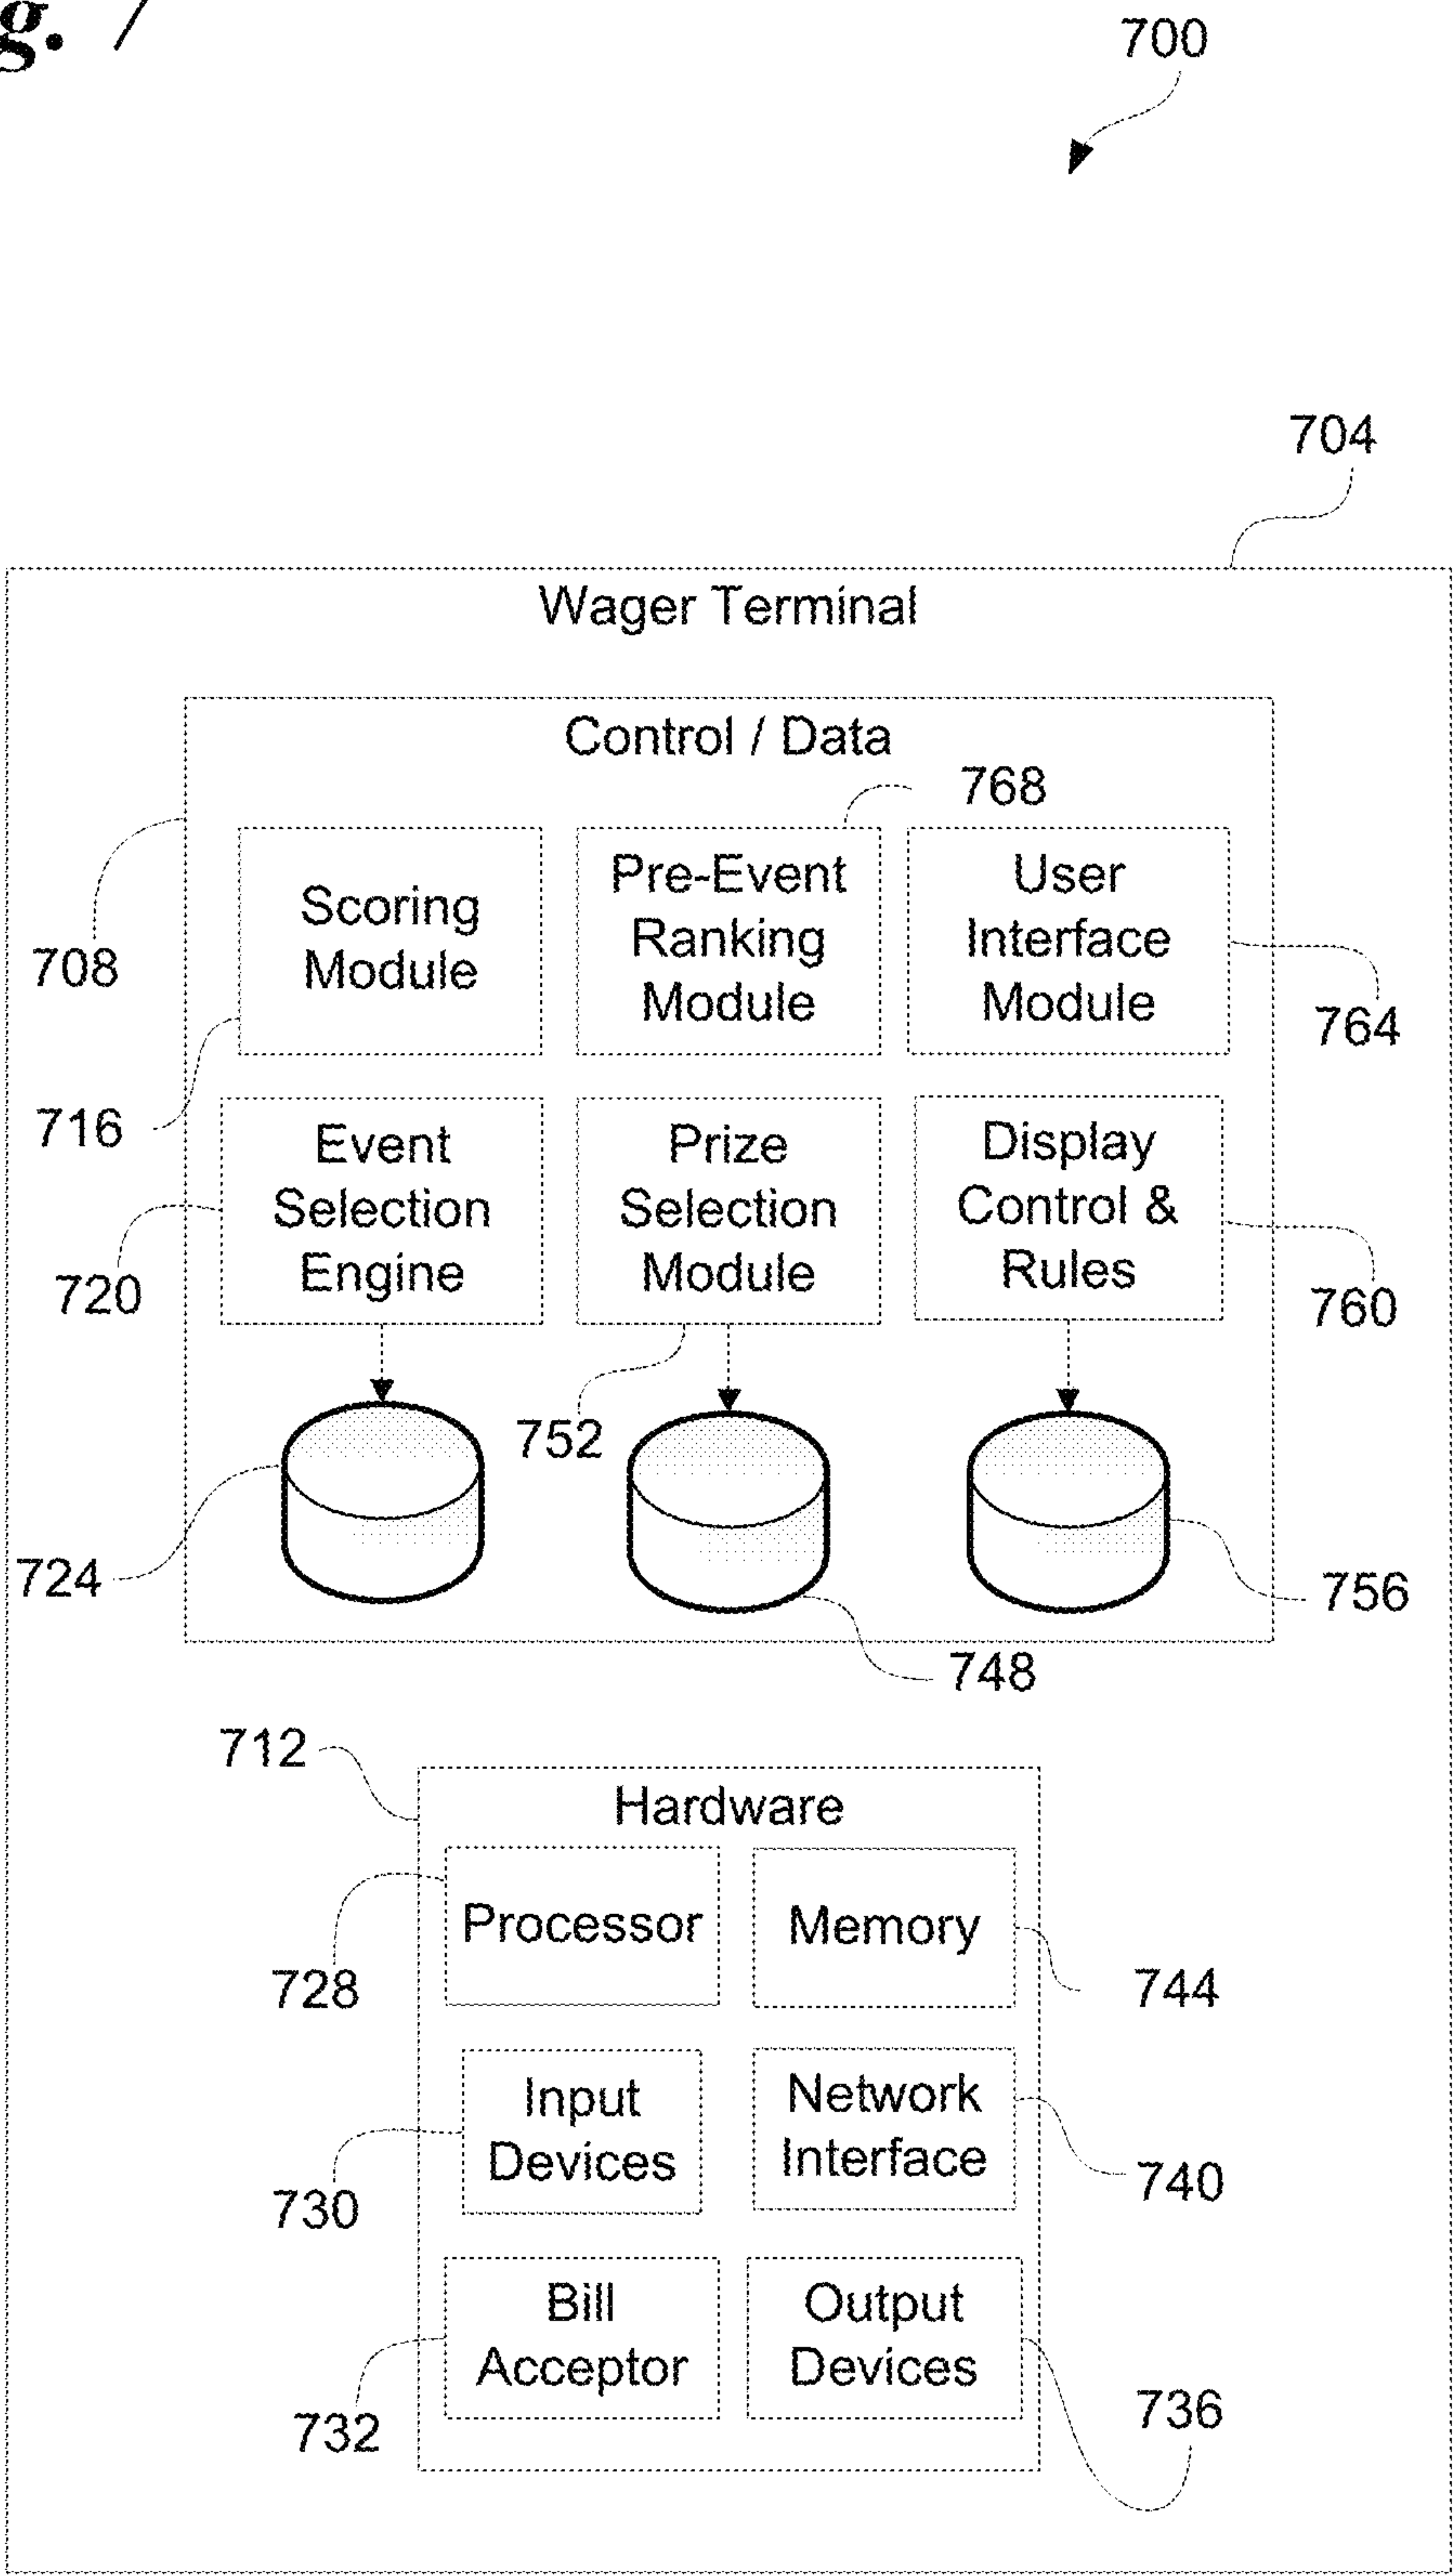 g. 7
700
704
Wager Terminal
Control / Data
768
Scoring
Module
Pre-Event
Ranking
Module
User
Interface
Module
708
764
716
Event
Selection
Engine
Prize
Selection
Module
Display
Control &
Rules
720
760
752
724
756
748
712
Hardware
Processor
Memory
728
744
Input
Devices
Network
Interface
730
740
Bill
Acceptor
Output
Devices
732
736